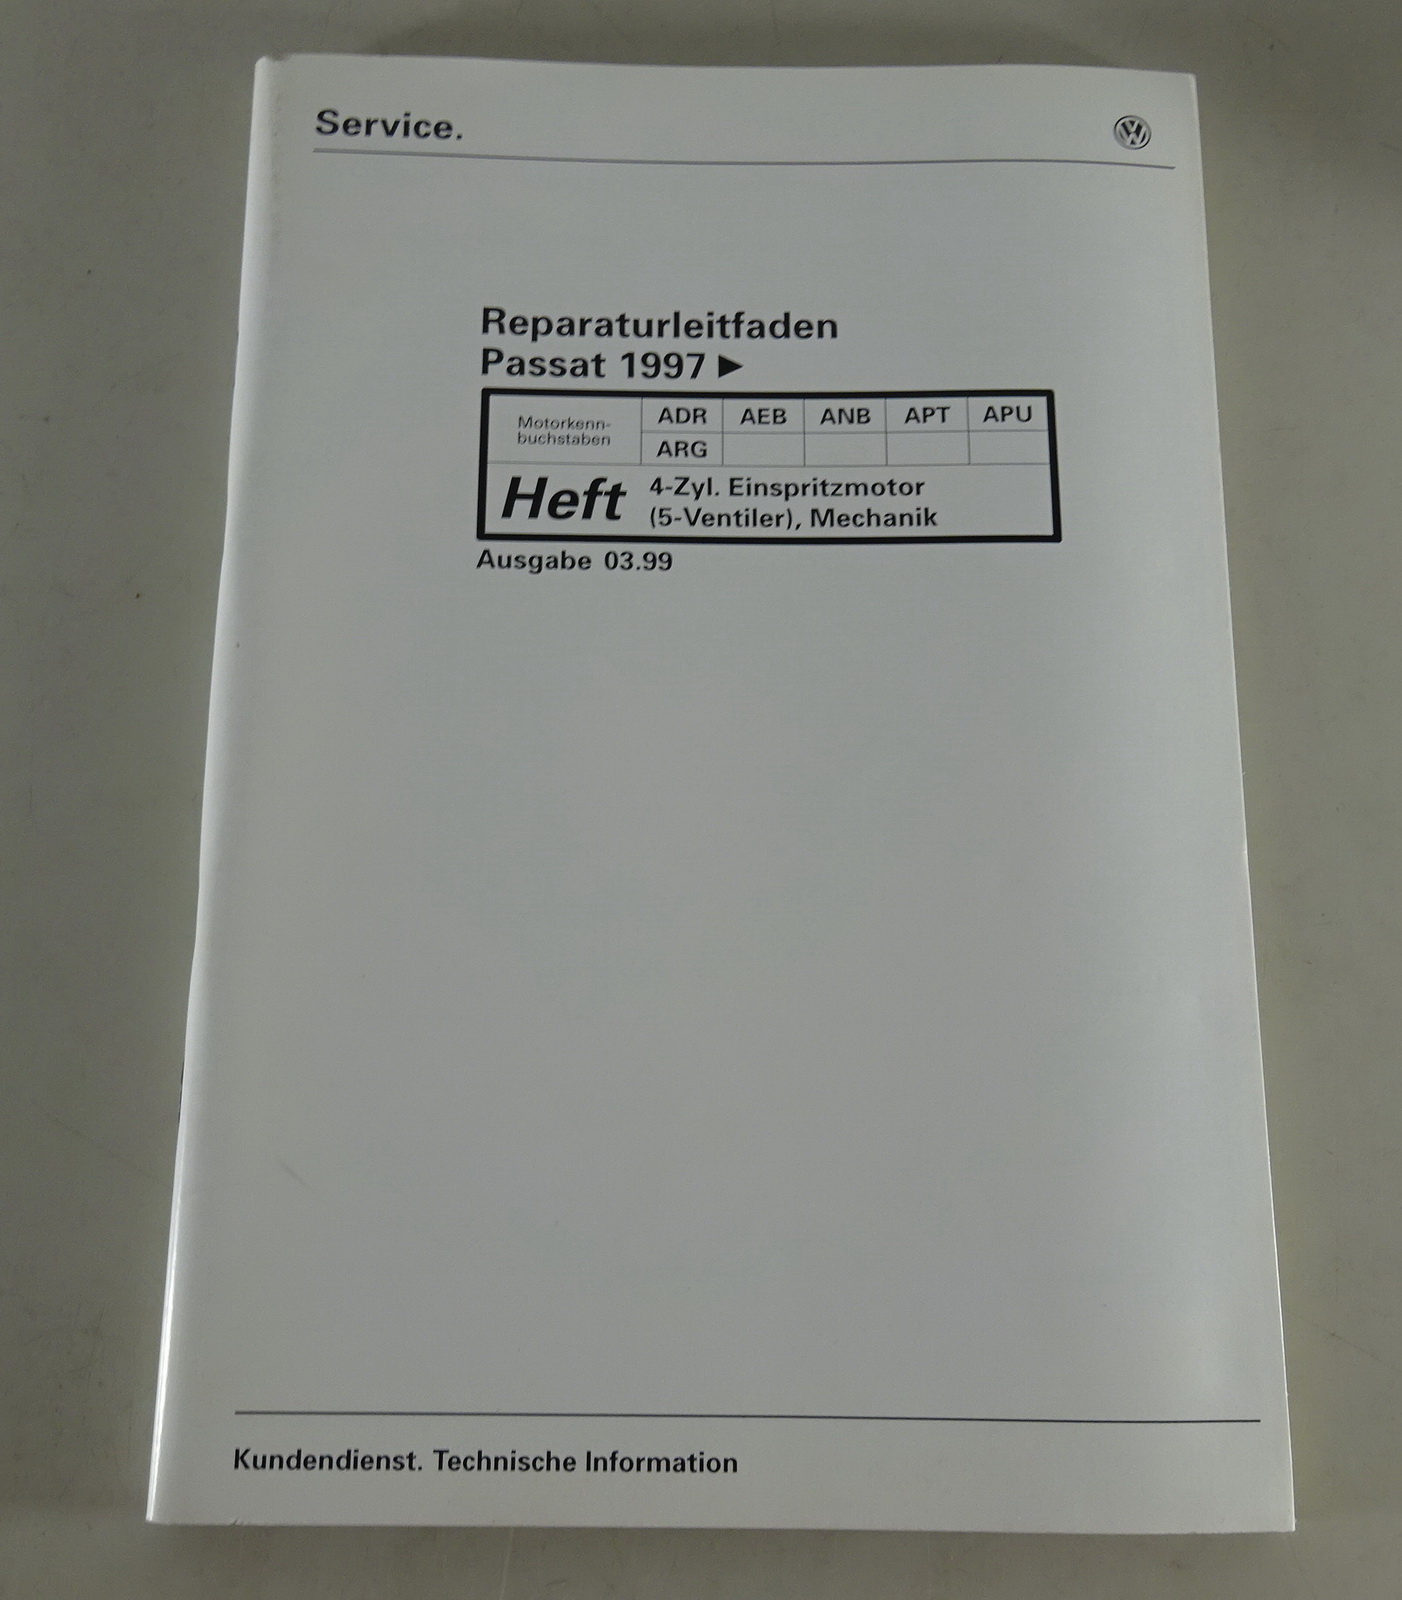 Service.
Reparaturleitfaden
Passat 1997 ►
Motorkenn-
buchstaben
ADR AEB ANB APT APU
ARG
Heft
4-Zyl. Einspritzmotor
(5-Ventiler), Mechanik
Ausgabe 03.99
Kundendienst. Technische Information